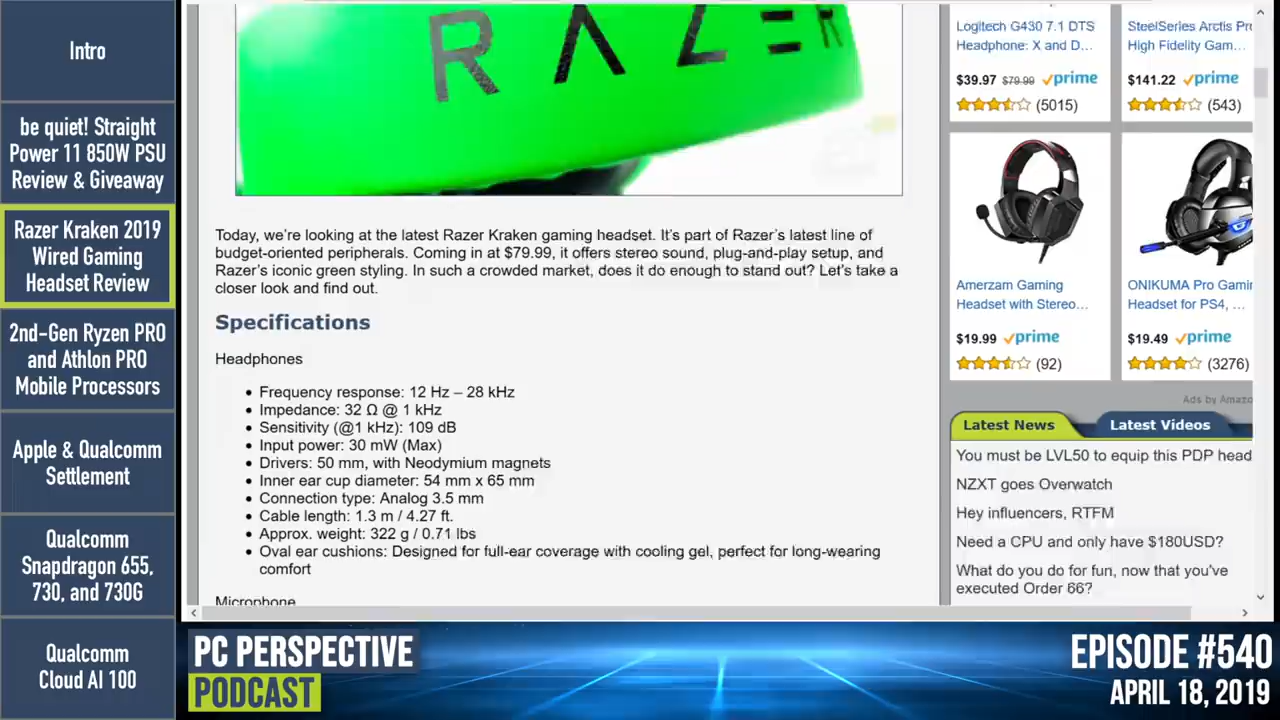 Intro
be quiet! Straight
Power 11 850W PSU
Review & Giveaway
Razer Kraken 2019
Wired Gaming
Headset Review
2nd-Gen Ryzen PRO
and Athlon PRO
Mobile Processors
Apple & Qualcomm
Settlement
Qualcomm
Snapdragon 655,
730, and 730G
Qualcomm
Cloud AI 100
RAZER
Today, we're looking at the latest Razer Kraken gaming headset. It's part of Razer's latest line of
budget-oriented peripherals. Coming in at $79.99, it offers stereo sound, plug-and-play setup, and
Razer's iconic green styling. In such a crowded market, does it do enough to stand out? Let's take a
closer look and find out.
Specifications
Headphones
• Frequency response: 12 Hz – 28 kHz
• Impedance: 32 Ω @ 1 kHz
• Sensitivity (@1 kHz): 109 dB
• Input power: 30 mW (Max)
• Drivers: 50 mm, with Neodymium magnets
• Inner ear cup diameter: 54 mm x 65 mm
• Connection type: Analog 3.5 mm
• Cable length: 1.3 m / 4.27 ft.
• Approx. weight: 322 g / 0.71 lbs
• Oval ear cushions: Designed for full-ear coverage with cooling gel, perfect for long-wearing
comfort
Microphone
Logitech G430 7.1 DTS
Headphone: X and D...
$39.97 $79.99 prime
(5015)
SteelSeries Arctis Pr
High Fidelity Gam...
$141.22 prime
(543)
Amerzam Gaming
Headset with Stereo...
$19.99 prime
(92)
ONIKUMA Pro Gamin
Headset for PS4, ...
$19.49 prime
(3276)
Ads by Amazo
Latest News
Latest Videos
You must be LVL50 to equip this PDP head
NZXT goes Overwatch
Hey influencers, RTFM
Need a CPU and only have $180USD?
What do you do for fun, now that you've
executed Order 66?
PC PERSPECTIVE
PODCAST
EPISODE #540
APRIL 18, 2019